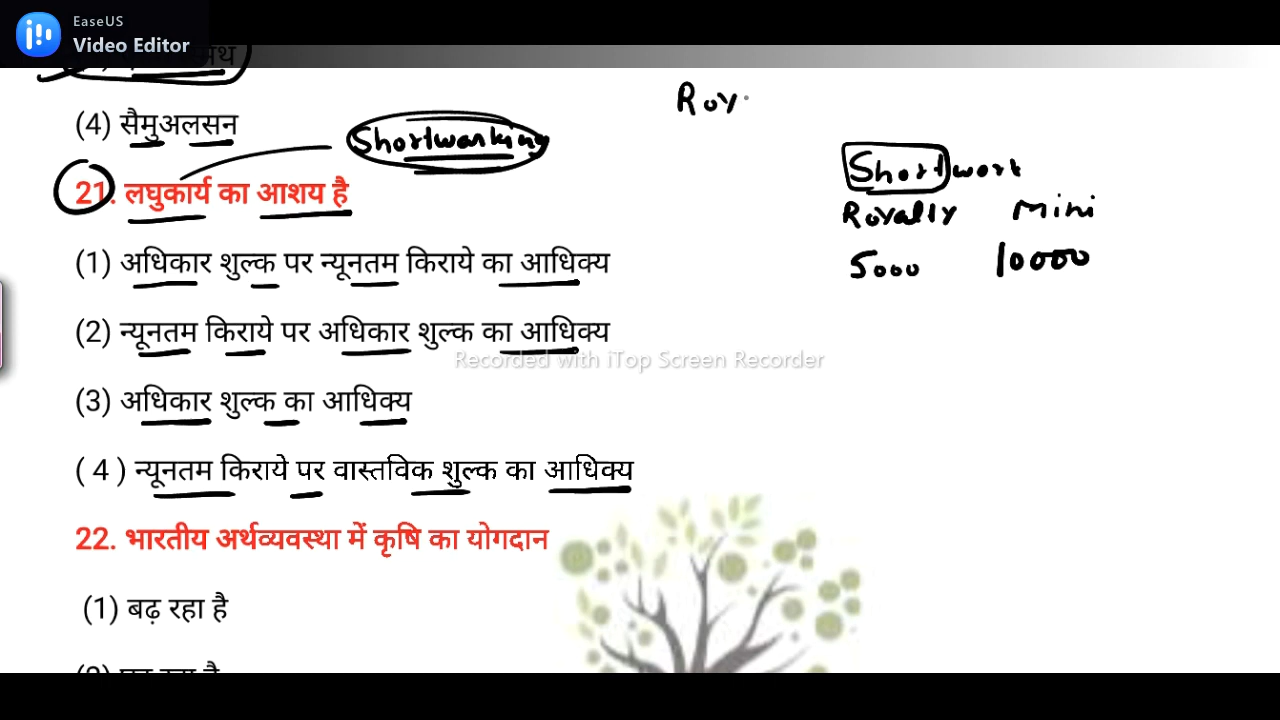 EaseUS
Video Editor
(4) सैमुअलसन
Shortworking
Roy
Shortwork
21. लघुकार्य का आशय है
Royalty Mini
(1) अधिकार शुल्क पर न्यूनतम किराये का आधिक्य
5000 10000
(2) न्यूनतम किराये पर अधिकार शुल्क का आधिक्य
Recorded with iTop Screen Recorder
(3) अधिकार शुल्क का आधिक्य
( 4 ) न्यूनतम किराये पर वास्तविक शुल्क का आधिक्य
22. भारतीय अर्थव्यवस्था में कृषि का योगदान
(1) बढ़ रहा है